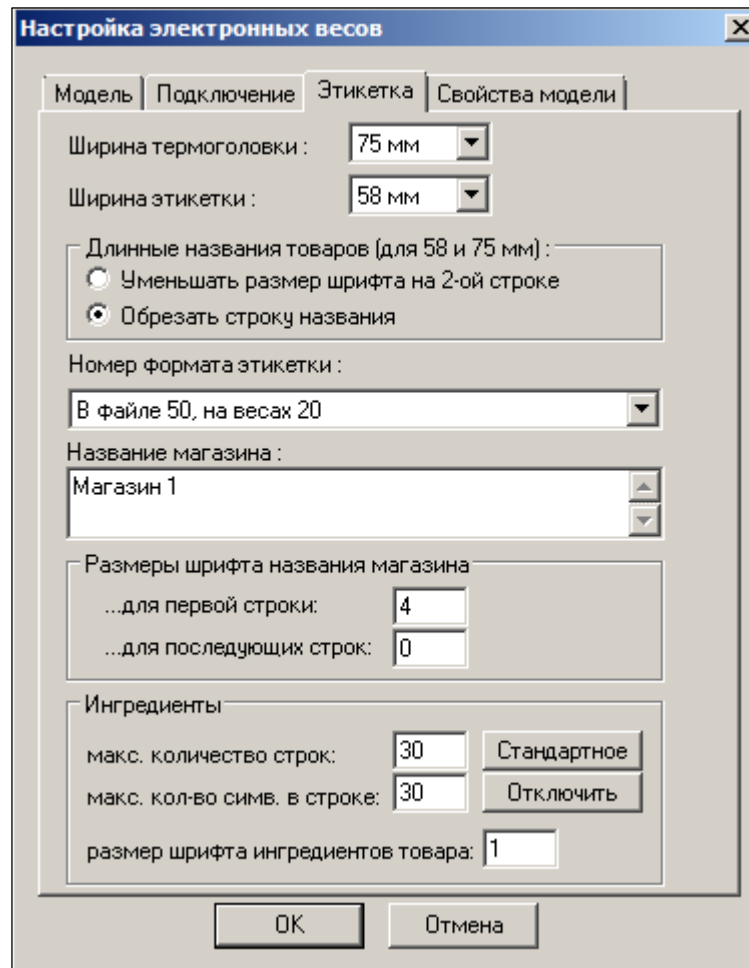 Настройка электронных весов
Модель Подключение Этикетка Свойства модели
Ширина термоголовки : 75 мм
Ширина этикетки : 58 мм
Длинные названия товаров (для 58 и 75 мм) :
Уменьшать размер шрифта на 2-ой строке
Обрезать строку названия
Номер формата этикетки :
В файле 50, на весах 20
Название магазина :
Магазин 1
Размеры шрифта названия магазина
...для первой строки: 4
...для последующих строк: 0
Ингредиенты
макс. количество строк: 30 Стандартное
макс. кол-во симв. в строке: 30 Отключить
размер шрифта ингредиентов товара: 1
OK Отмена